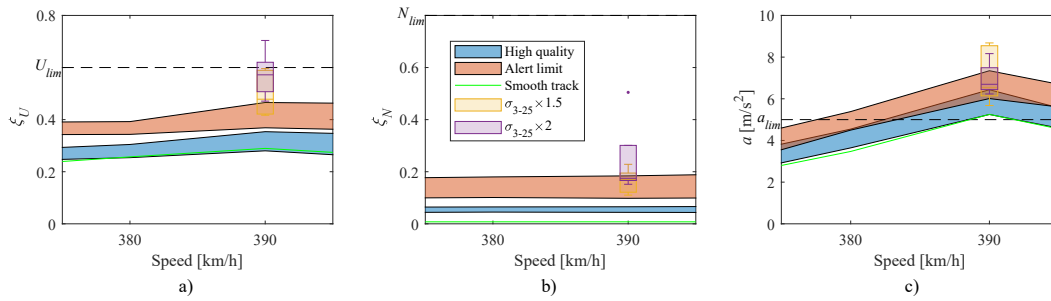 0.8
0.6
0.4
0.2
0
U_lim
ξ_U
380
390
Speed [km/h]
a)
N_lim
0.6
0.4
0.2
0
ξ_N
High quality
Alert limit
Smooth track
σ_3-25 × 1.5
σ_3-25 × 2
380
390
Speed [km/h]
b)
10
8
6
a_lim
4
2
0
a [m/s²]
380
390
Speed [km/h]
c)